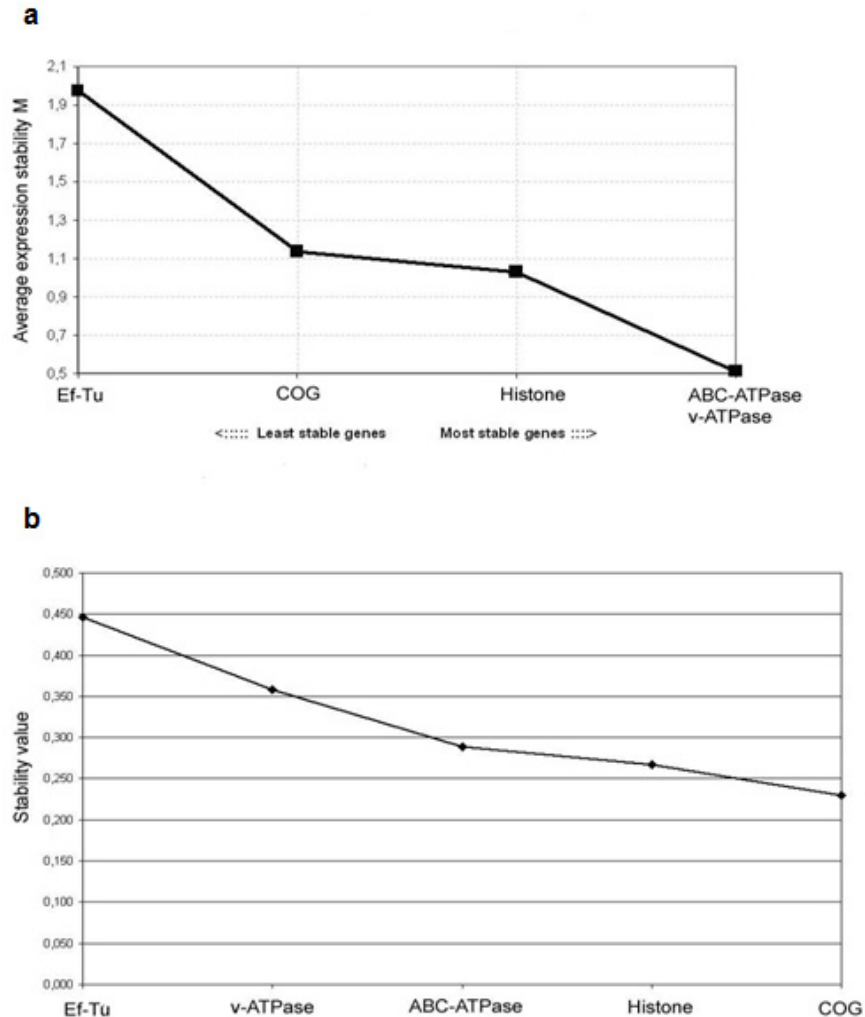 a
Average expression stability M
2,1
1,9
1,7
1,5
1,3
1,1
0,9
0,7
0,5
Ef-Tu
COG
Histone
ABC-ATPase
v-ATPase
<::::: Least stable genes
Most stable genes ::::>
b
Stability value
0,500
0,450
0,400
0,350
0,300
0,250
0,200
0,150
0,100
0,050
0,000
Ef-Tu
v-ATPase
ABC-ATPase
Histone
COG